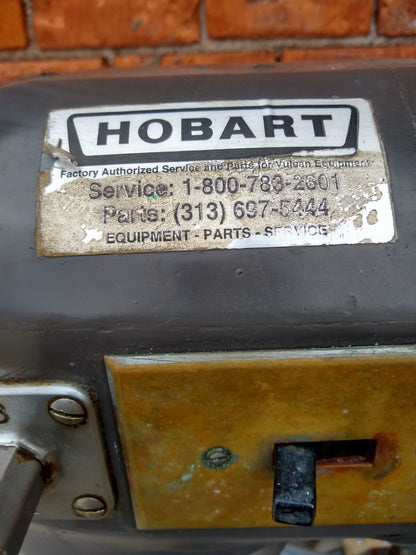 HOBART
Factory Authorized Service and Parts for Vulcan Equipment
Service: 1-800-783-2601
Parts: (313) 697-5444
EQUIPMENT - PARTS - SERVICE